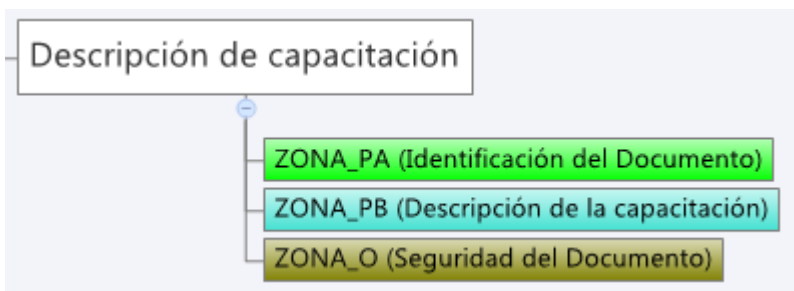 Descripción de capacitación
ZONA_PA (Identificación del Documento)
ZONA_PB (Descripción de la capacitación)
ZONA_O (Seguridad del Documento)